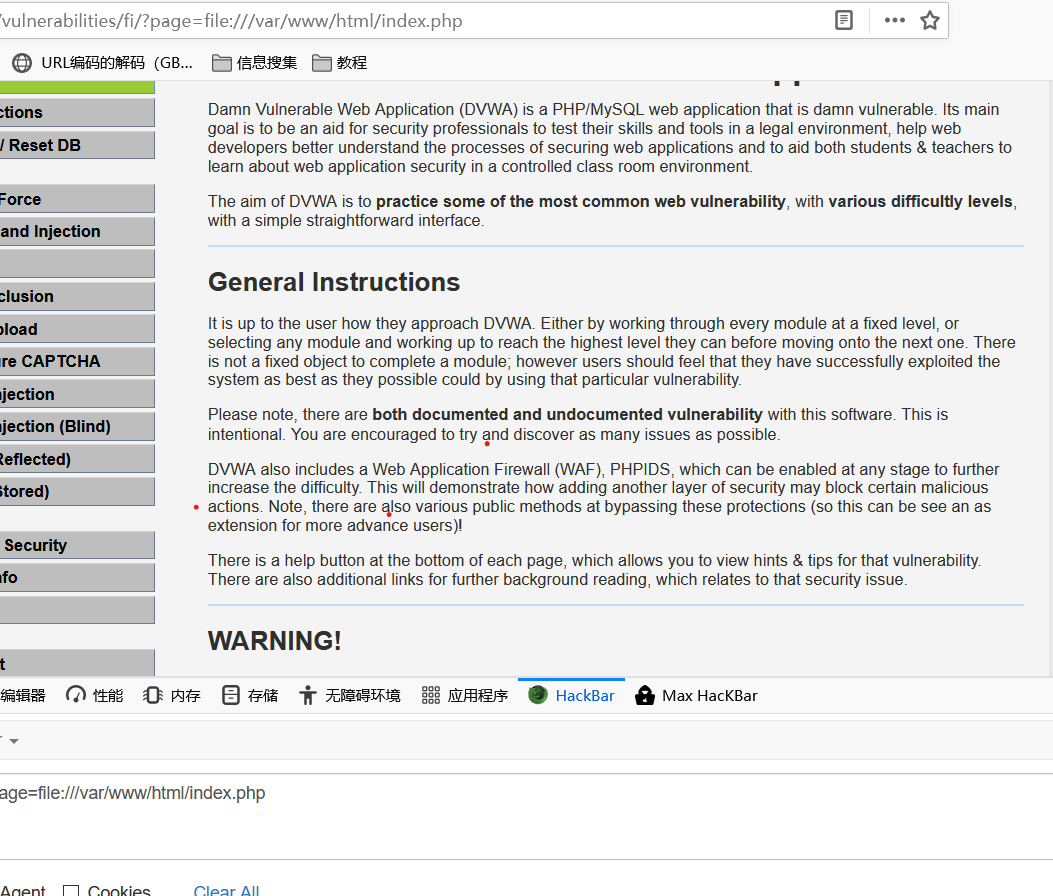 /vulnerabilities/fi/?page=file:///var/www/html/index.php
URL编码的解码 (GB...
信息搜集
教程
ctions
/ Reset DB
Force
and Injection
clusion
pload
re CAPTCHA
njection
njection (Blind)
Reflected)
Stored)
Security
nfo
t
Damn Vulnerable Web Application (DVWA) is a PHP/MySQL web application that is damn vulnerable. Its main
goal is to be an aid for security professionals to test their skills and tools in a legal environment, help web
developers better understand the processes of securing web applications and to aid both students & teachers to
learn about web application security in a controlled class room environment.
The aim of DVWA is to practice some of the most common web vulnerability, with various difficultly levels,
with a simple straightforward interface.
General Instructions
It is up to the user how they approach DVWA. Either by working through every module at a fixed level, or
selecting any module and working up to reach the highest level they can before moving onto the next one. There
is not a fixed object to complete a module; however users should feel that they have successfully exploited the
system as best as they possible could by using that particular vulnerability.
Please note, there are both documented and undocumented vulnerability with this software. This is
intentional. You are encouraged to try and discover as many issues as possible.
DVWA also includes a Web Application Firewall (WAF), PHPIDS, which can be enabled at any stage to further
increase the difficulty. This will demonstrate how adding another layer of security may block certain malicious
actions. Note, there are also various public methods at bypassing these protections (so this can be see an as
extension for more advance users)!
There is a help button at the bottom of each page, which allows you to view hints & tips for that vulnerability.
There are also additional links for further background reading, which relates to that security issue.
WARNING!
编辑器 性能 内存 存储 无障碍环境 应用程序 HackBar Max HacKBar
age=file:///var/www/html/index.php
Agent Cookies Clear All